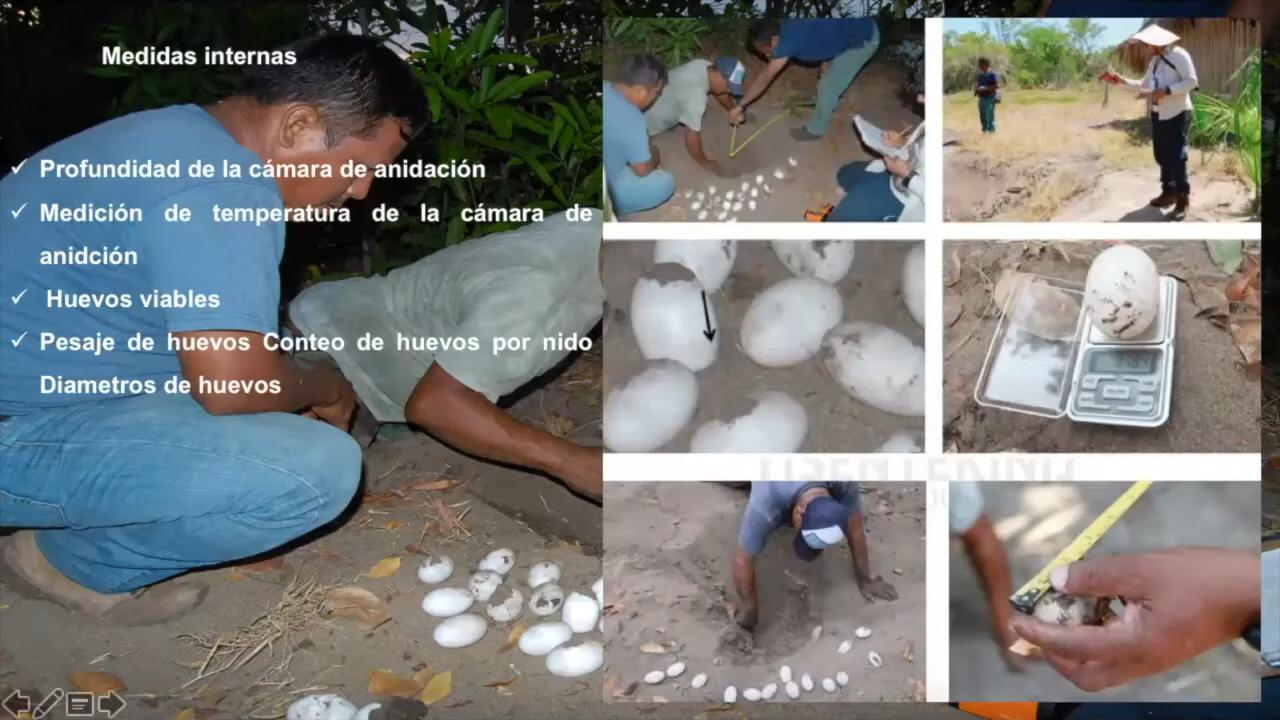 Medidas internas
✓ Profundidad de la cámara de anidación
✓ Medición de temperatura de la cámara de
anidción
✓ Huevos viables
✓ Pesaje de huevos Conteo de huevos por nido
Diametros de huevos